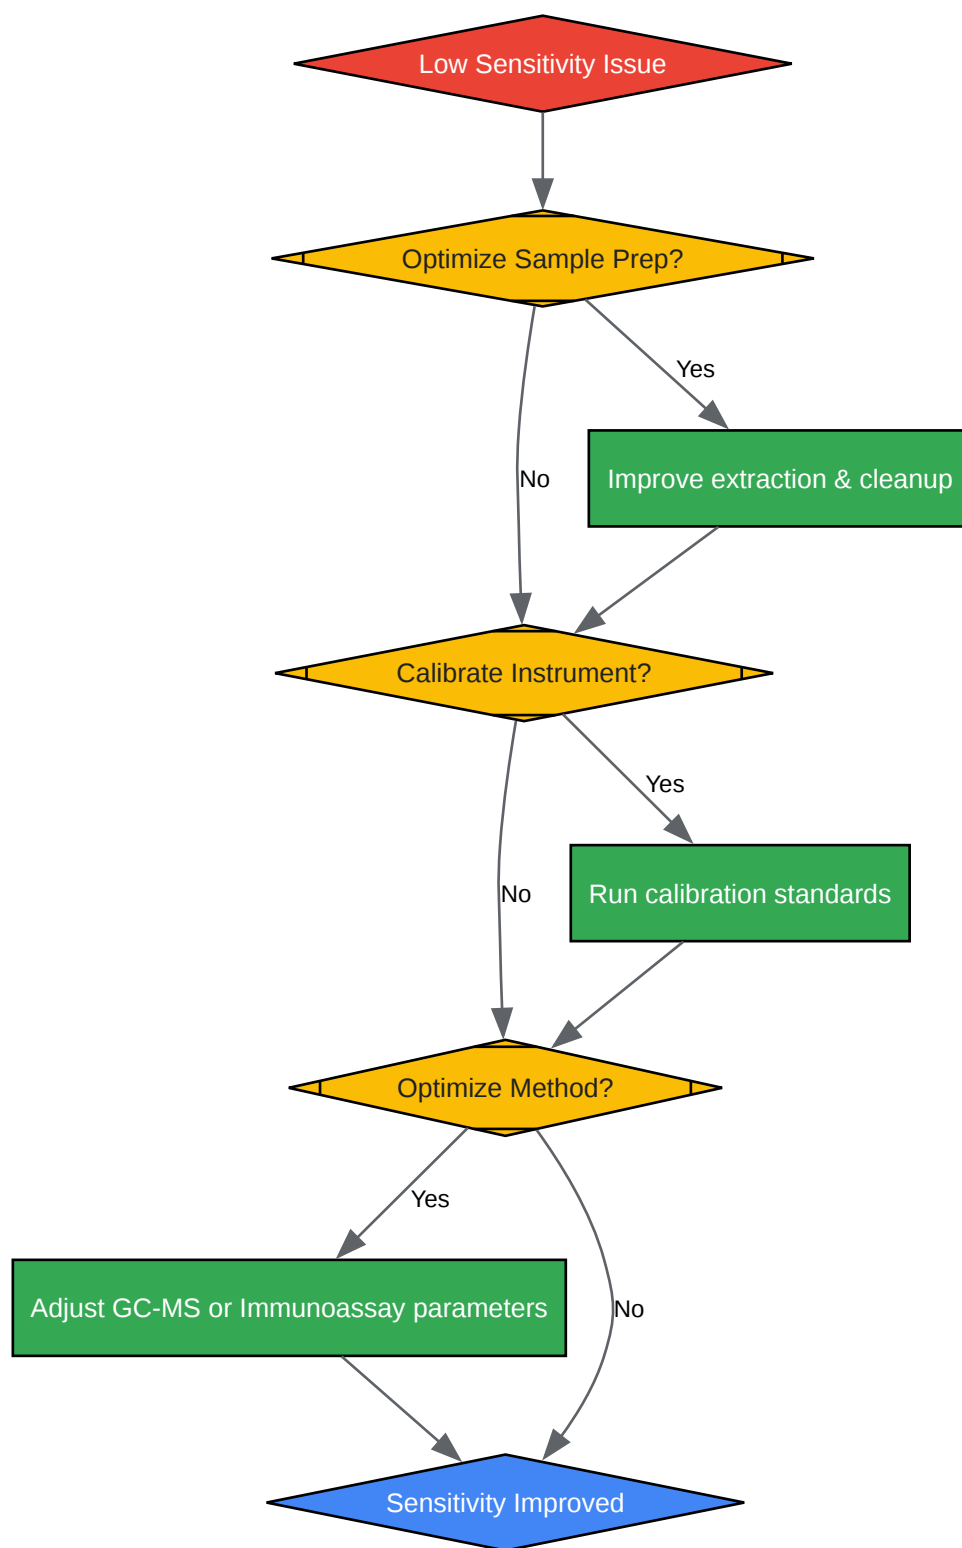 Low Sensitivity Issue
Optimize Sample Prep?
Yes
No
Improve extraction & cleanup
Calibrate Instrument?
Yes
No
Run calibration standards
Optimize Method?
Yes
Adjust GC-MS or Immunoassay parameters
No
Sensitivity Improved